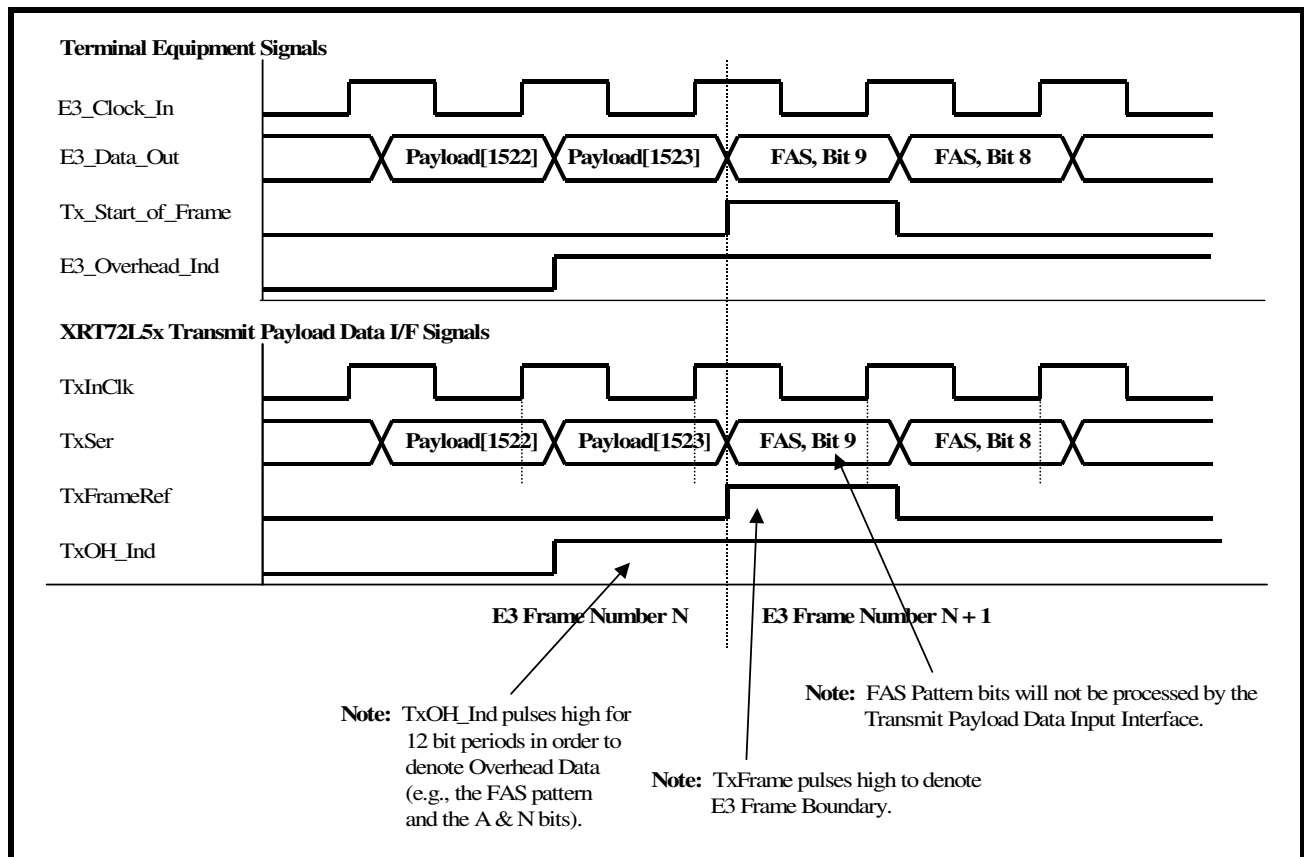 Terminal Equipment Signals
E3_Clock_In
E3_Data_Out
Payload[1522] Payload[1523] FAS, Bit 9 FAS, Bit 8
Tx_Start_of_Frame
E3_Overhead_Ind
XRT72L5x Transmit Payload Data I/F Signals
TxInClk
TxSer
Payload[1522] Payload[1523] FAS, Bit 9 FAS, Bit 8
TxFrameRef
TxOH_Ind
E3 Frame Number N
E3 Frame Number N + 1
Note: TxOH_Ind pulses high for
12 bit periods in order to
denote Overhead Data
(e.g., the FAS pattern
and the A & N bits).
Note: TxFrame pulses high to denote
E3 Frame Boundary.
Note: FAS Pattern bits will not be processed by the
Transmit Payload Data Input Interface.